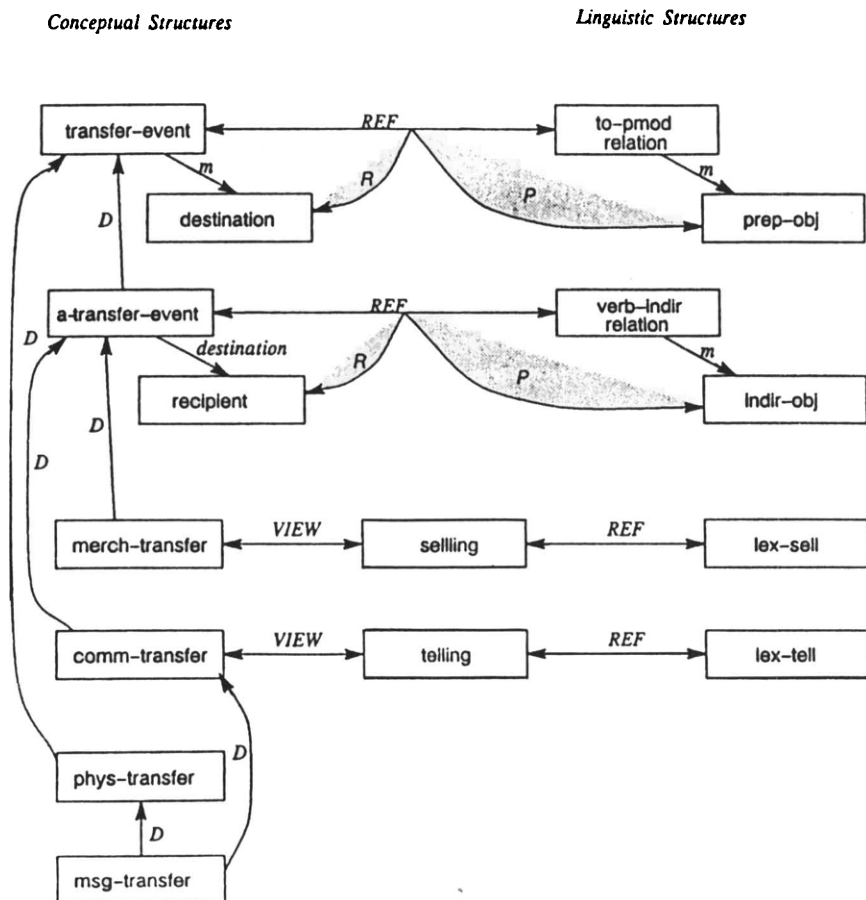 Conceptual Structures
Linguistic Structures
transfer-event
REF
to-pmod
relation
m
m
R
P
D
destination
prep-obj
a-transfer-event
REF
verb-indir
relation
D
destination
m
R
P
recipient
indir-obj
D
D
merch-transfer
VIEW
sellling
REF
lex-sell
comm-transfer
VIEW
telling
REF
lex-tell
D
phys-transfer
D
msg-transfer